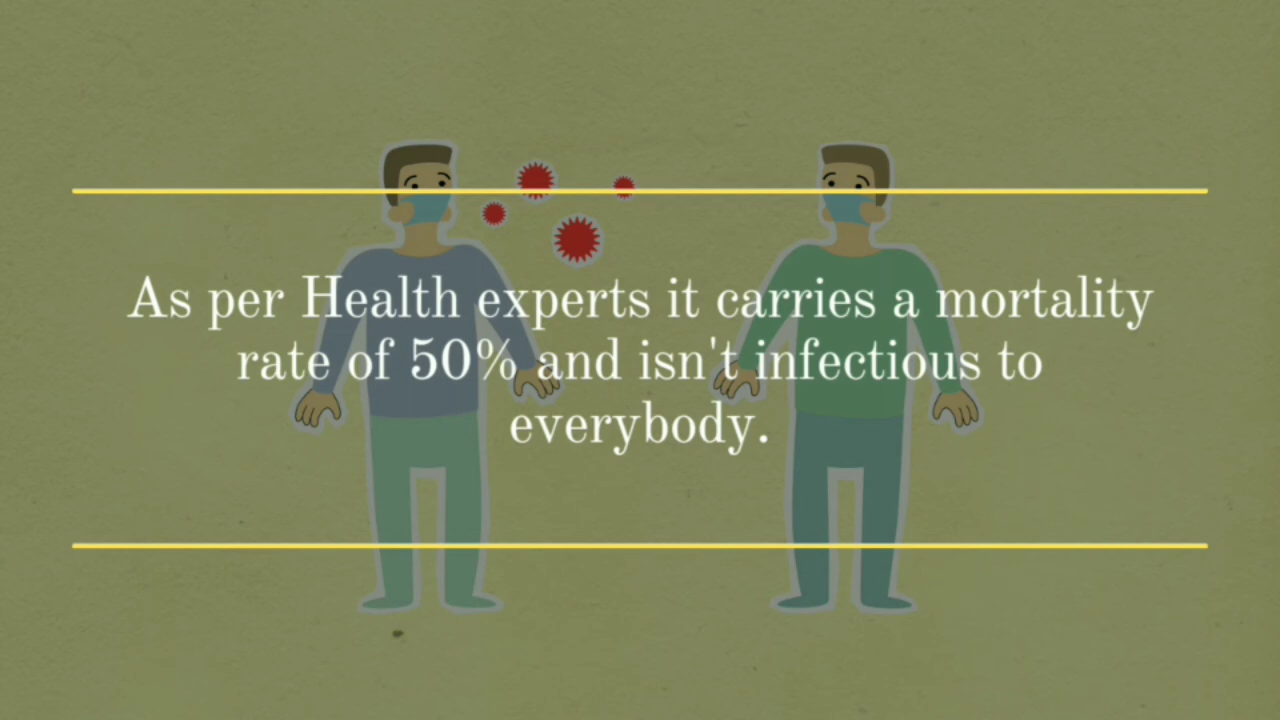 As per Health experts it carries a mortality
rate of 50% and isn't infectious to
everybody.